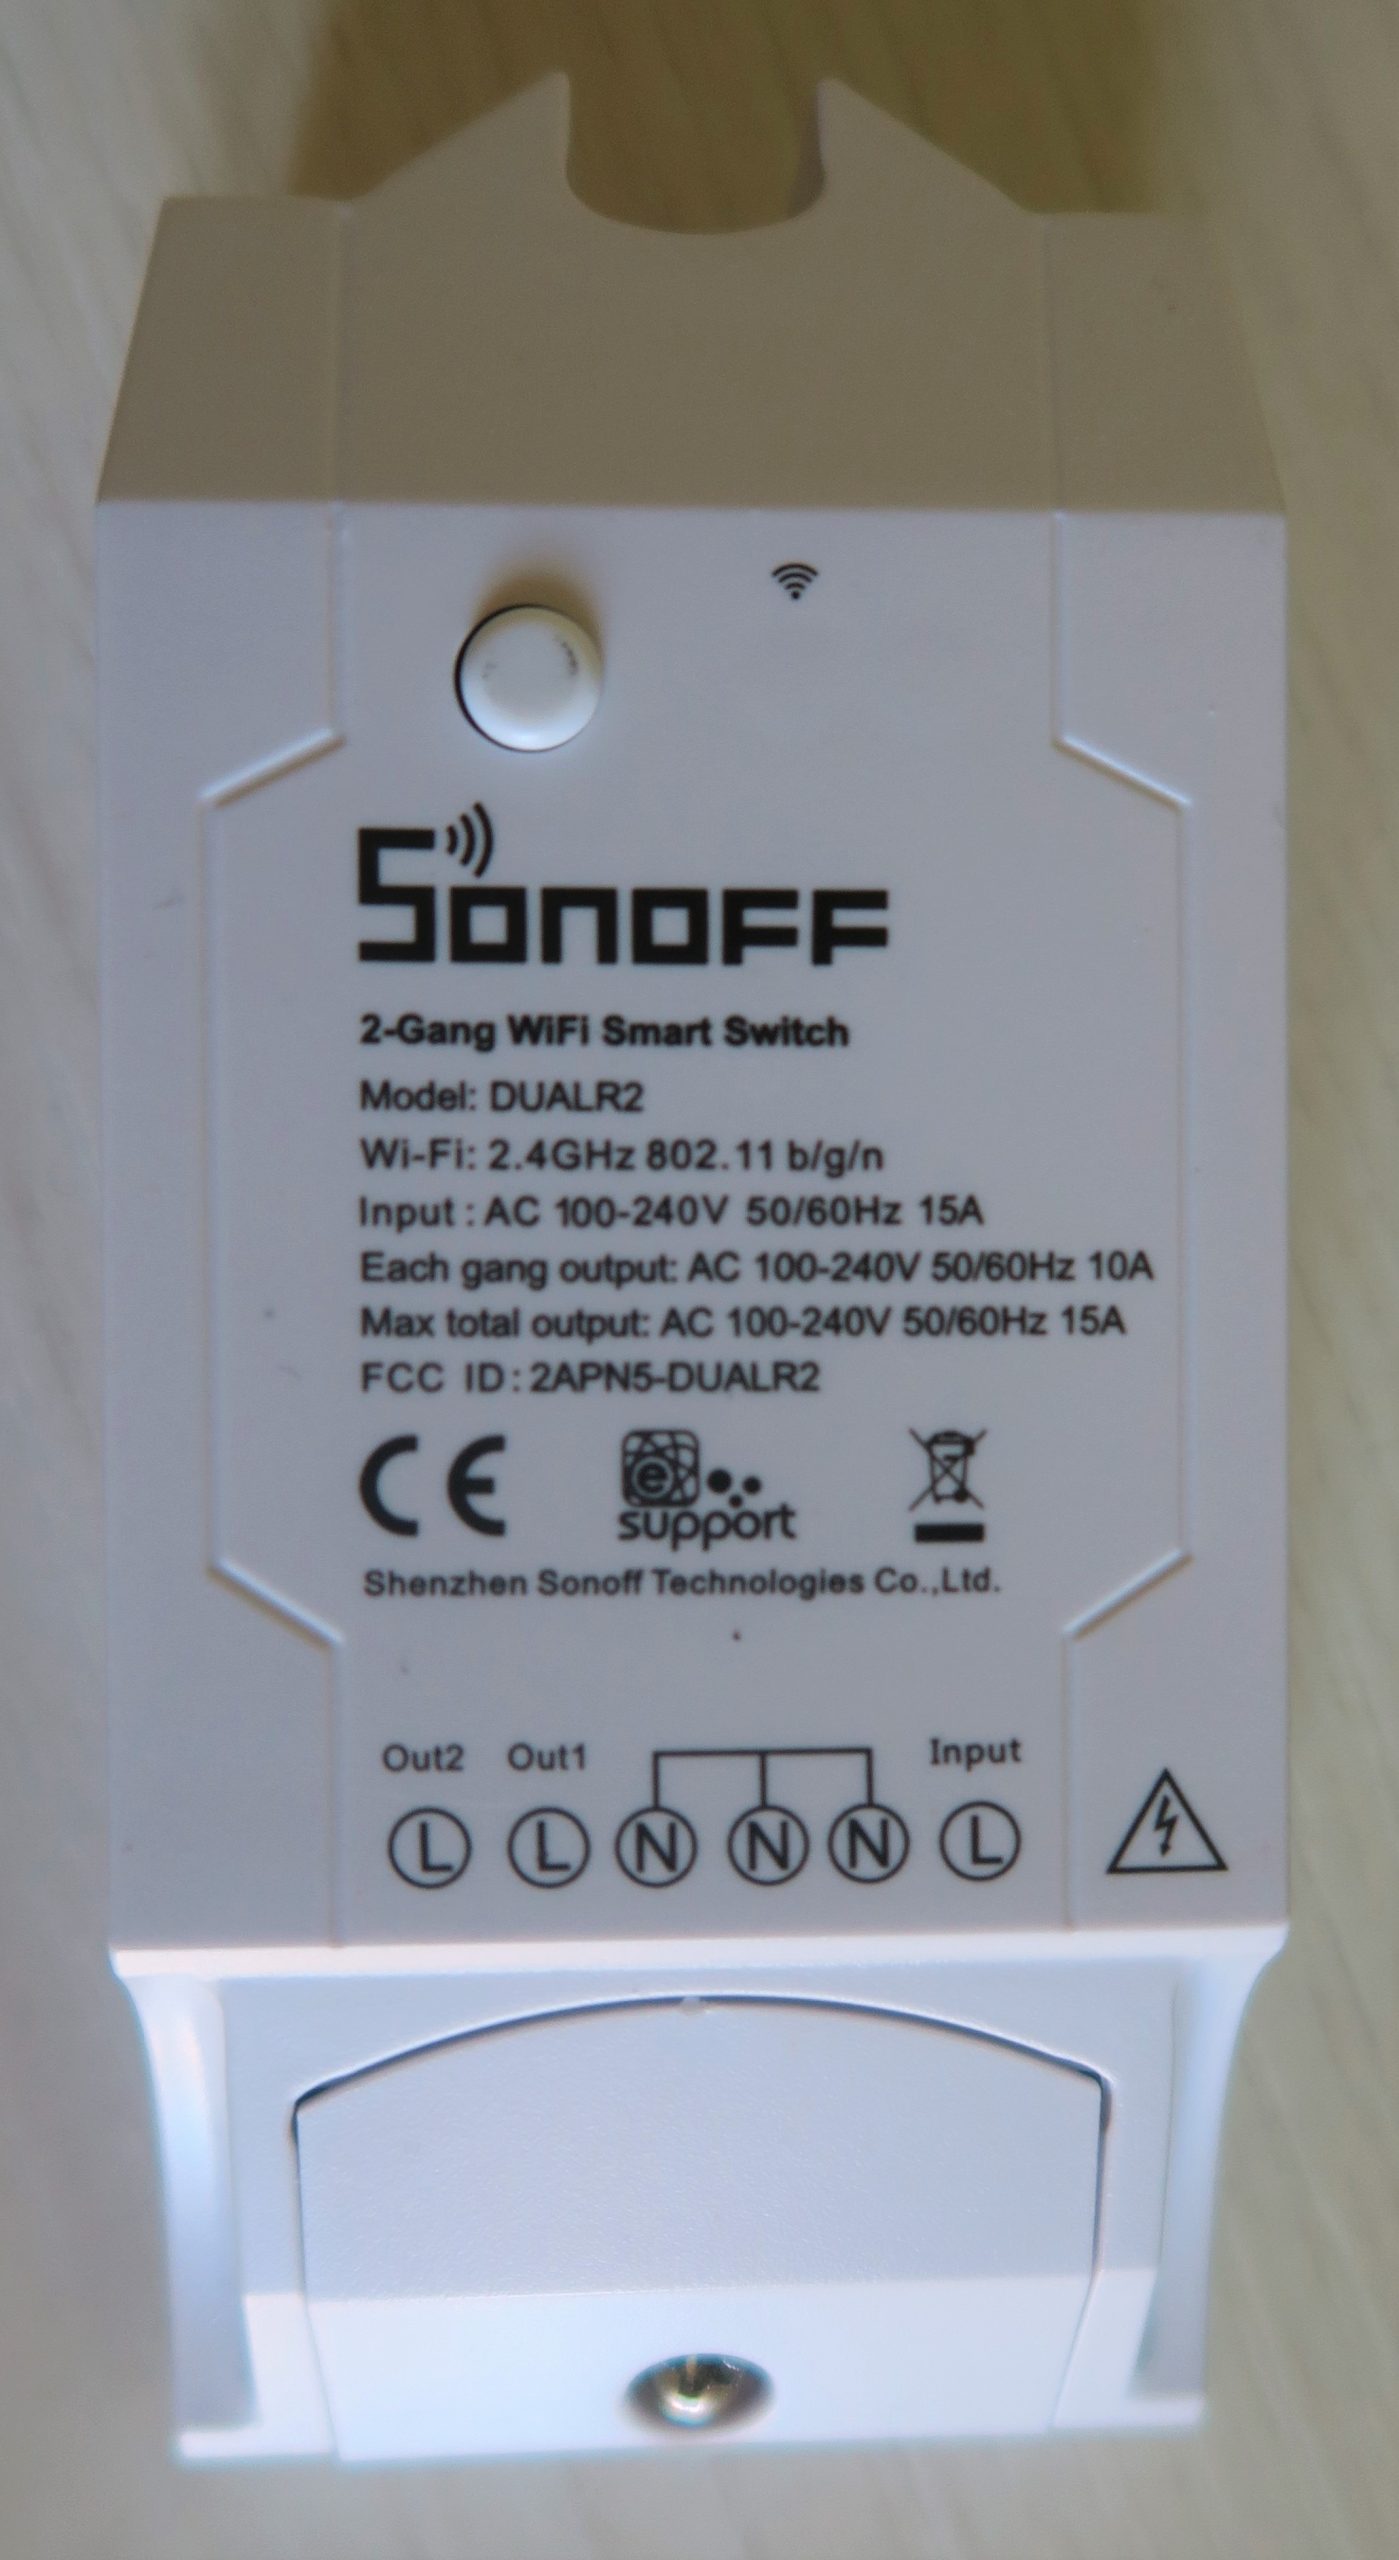 SONOFF
2-Gang WiFi Smart Switch
Model: DUALR2
Wi-Fi: 2.4GHz 802.11 b/g/n
Input : AC 100-240V 50/60Hz 15A
Each gang output: AC 100-240V 50/60Hz 10A
Max total output: AC 100-240V 50/60Hz 15A
FCC ID : 2APN5-DUALR2
CE e support
Shenzhen Sonoff Technologies Co.,Ltd.
Out2 Out1 Input
L L N N N L